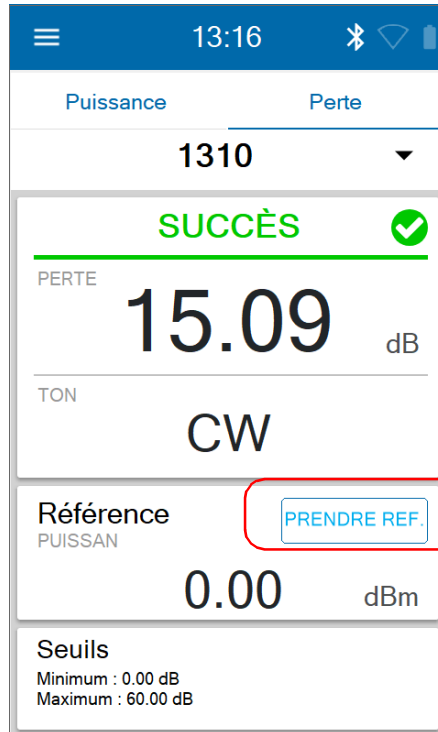 13:16
Puissance Perte
1310
SUCCÈS
PERTE
15.09 dB
TON
CW
Référence PRENDRE REF.
PUISSAN
0.00 dBm
Seuils
Minimum : 0.00 dB
Maximum : 60.00 dB